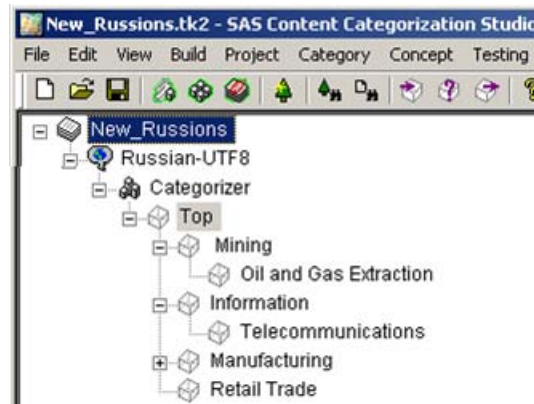 New_Russions.tk2 - SAS Content Categorization Studio
File Edit View Build Project Category Concept Testing
New_Russions
Russian-UTF8
Categorizer
Top
Mining
Oil and Gas Extraction
Information
Telecommunications
Manufacturing
Retail Trade